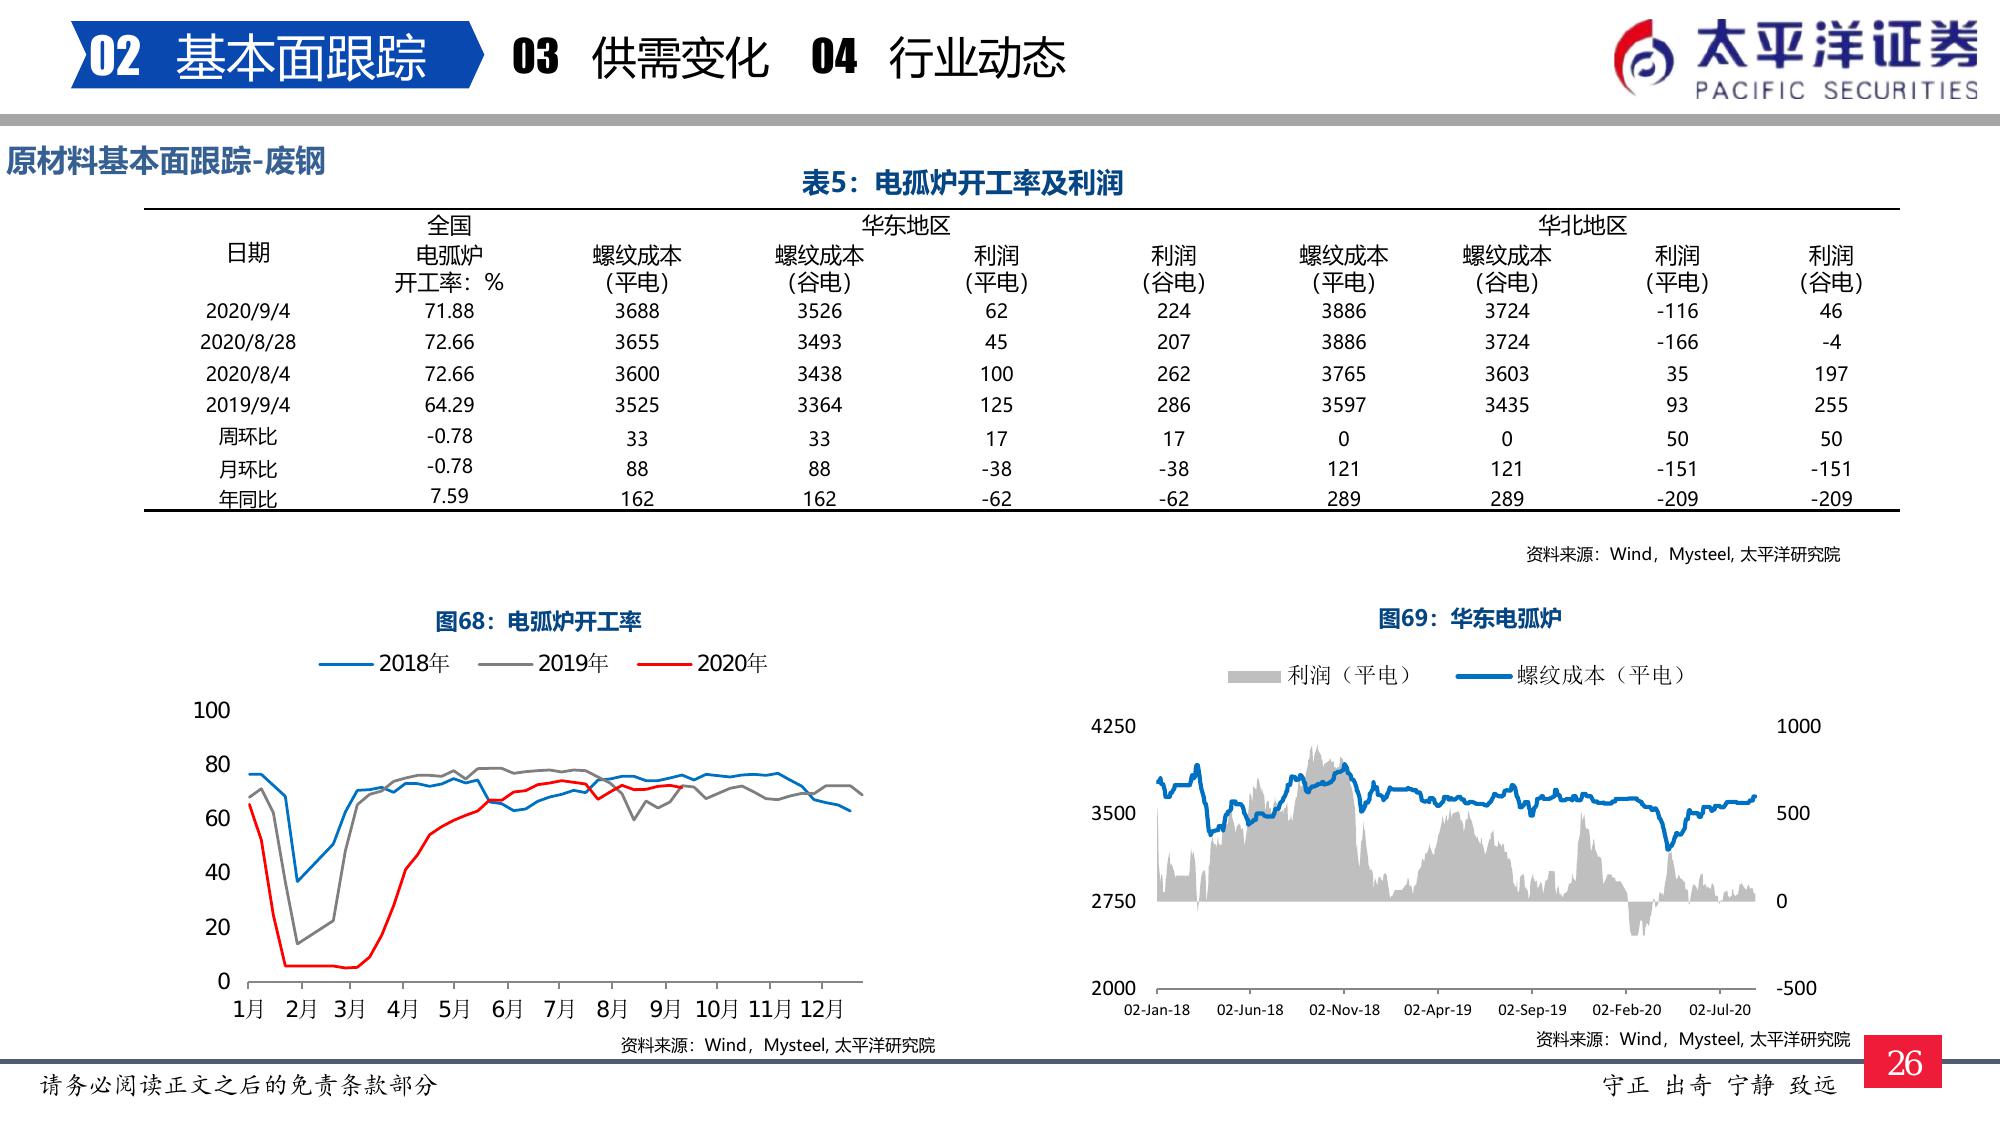 02 基本面跟踪 03 供需变化 04 行业动态
太平洋证券
PACIFIC SECURITIES
原材料基本面跟踪-废钢
表5：电孤炉开工率及利润
全国 华东地区 华北地区
日期 电弧炉 螺纹成本 螺纹成本 利润 利润 螺纹成本 螺纹成本 利润 利润
开工率：% （平电） （谷电） （平电） （谷电） （平电） （谷电） （平电） （谷电）
2020/9/4 71.88 3688 3526 62 224 3886 3724 -116 46
2020/8/28 72.66 3655 3493 45 207 3886 3724 -166 -4
2020/8/4 72.66 3600 3438 100 262 3765 3603 35 197
2019/9/4 64.29 3525 3364 125 286 3597 3435 93 255
周环比 -0.78 33 33 17 17 0 0 50 50
月环比 -0.78 88 88 -38 -38 121 121 -151 -151
年同比 7.59 162 162 -62 -62 289 289 -209 -209
资料来源：Wind，Mysteel, 太平洋研究院
图68：电弧炉开工率
2018年 2019年 2020年
100
80
60
40
20
0
1月 2月 3月 4月 5月 6月 7月 8月 9月 10月 11月 12月
资料来源：Wind，Mysteel, 太平洋研究院
图69：华东电弧炉
利润（平电） 螺纹成本（平电）
4250 1000
3500 500
2750 0
2000 -500
02-Jan-18 02-Jun-18 02-Nov-18 02-Apr-19 02-Sep-19 02-Feb-20 02-Jul-20
资料来源：Wind，Mysteel, 太平洋研究院
请务必阅读正文之后的免责条款部分
守正 出奇 宁静 致远
26